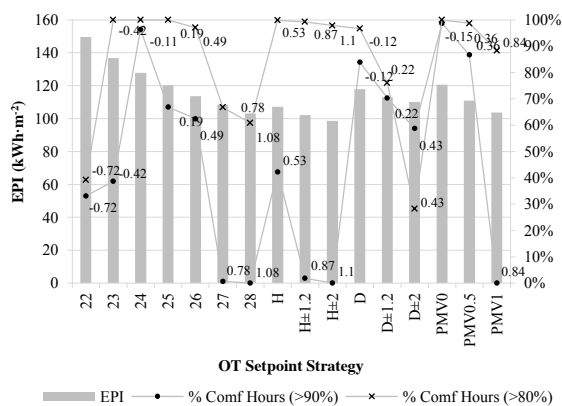 160 100%
140 90%
120 80%
100 70%
80 60%
60 50%
40 40%
20 30%
0 20%
10%
0%
EPI (kWh·m-2)
-0.42 -0.11 0.19 0.49 0.53 0.87 1.1 -0.12 -0.15 0.36 0.84
-0.12 0.22 0.36
0.19 0.49 0.78 1.08 0.22
-0.72 -0.42 0.53 0.43
-0.72 0.43
0.78 1.08 0.87 1.1 0.84
22 23 24 25 26 27 28 H H±1.2 H±2 D D±1.2 D±2 PMV0 PMV0.5 PMV1
OT Setpoint Strategy
EPI % Comf Hours (>90%) % Comf Hours (>80%)